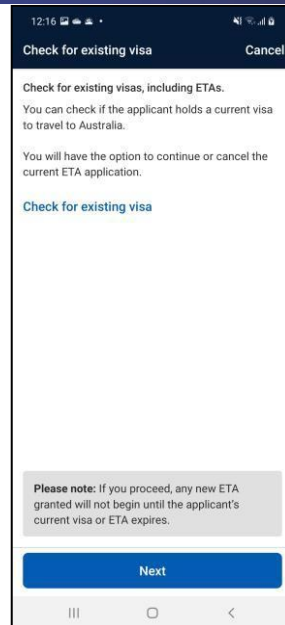 12:16
Check for existing visa Cancel
Check for existing visas, including ETAs.
You can check if the applicant holds a current visa
to travel to Australia.
You will have the option to continue or cancel the
current ETA application.
Check for existing visa
Please note: If you proceed, any new ETA
granted will not begin until the applicant's
current visa or ETA expires.
Next